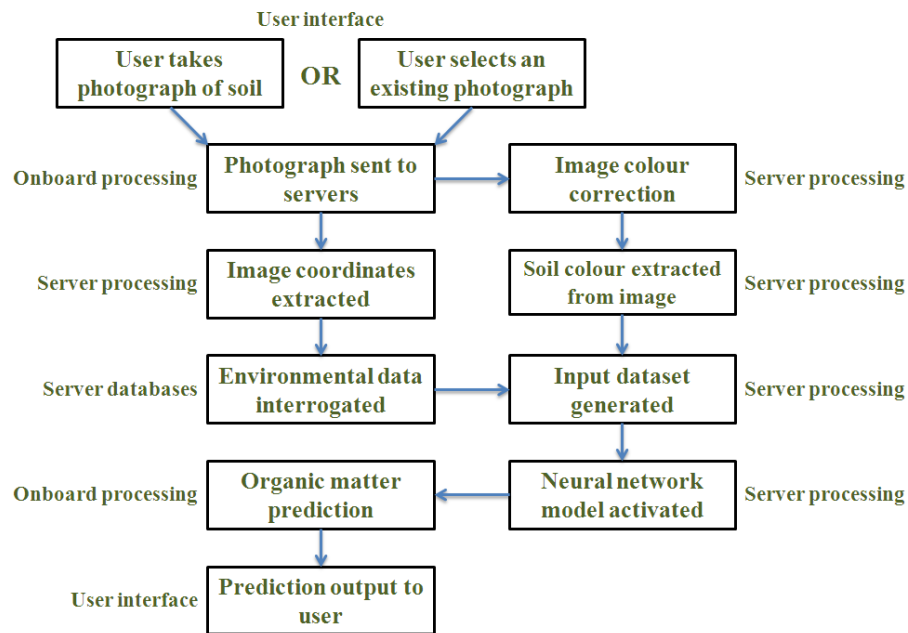 User interface
User takes
photograph of soil
OR
User selects an
existing photograph
Onboard processing
Photograph sent to
servers
Image colour
correction
Server processing
Server processing
Image coordinates
extracted
Soil colour extracted
from image
Server processing
Server databases
Environmental data
interrogated
Input dataset
generated
Server processing
Onboard processing
Organic matter
prediction
Neural network
model activated
Server processing
User interface
Prediction output to
user